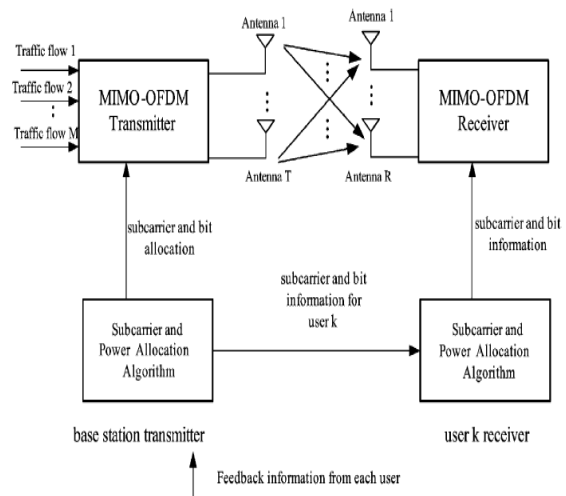 Antenna 1
Antenna 1
Traffic flow 1
Traffic flow 2
Traffic flow M
MIMO-OFDM
Transmitter
MIMO-OFDM
Receiver
Antenna T
Antenna R
subcarrier and bit
allocation
subcarrier and bit
information for
user k
subcarrier and bit
information
Subcarrier and
Power Allocation
Algorithm
Subcarrier and
Power Allocation
Algorithm
base station transmitter
user k receiver
Feedback information from each user